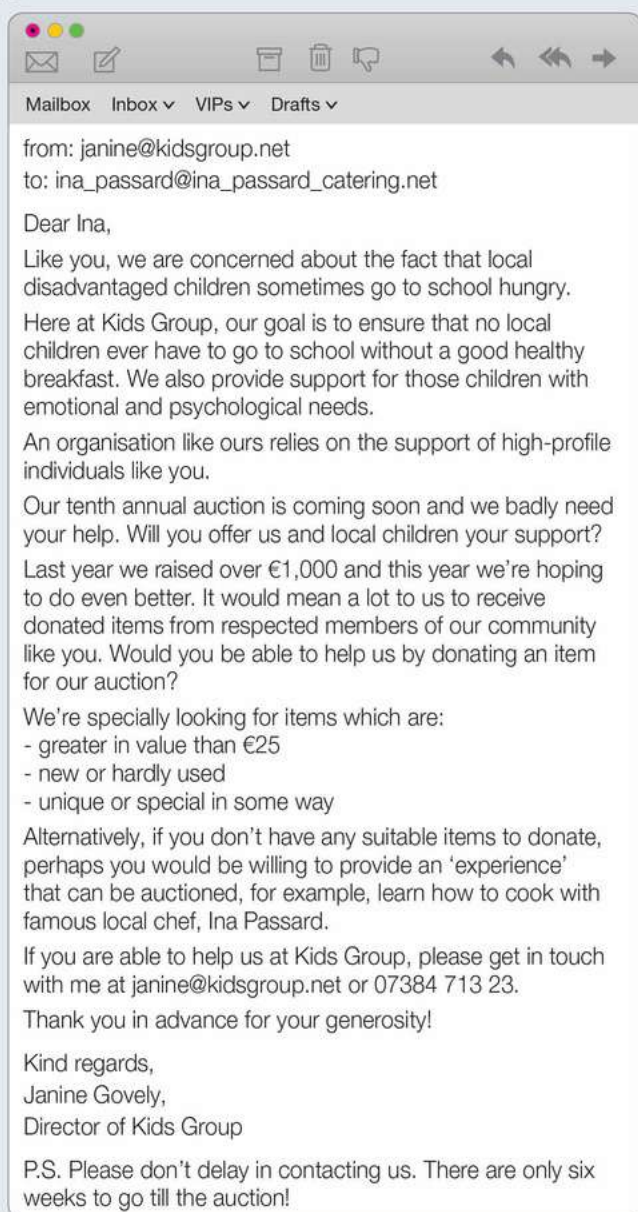 Mailbox Inbox VIPs Drafts
from: janine@kidsgroup.net
to: ina_passard@ina_passard_catering.net
Dear Ina,
Like you, we are concerned about the fact that local
disadvantaged children sometimes go to school hungry.
Here at Kids Group, our goal is to ensure that no local
children ever have to go to school without a good healthy
breakfast. We also provide support for those children with
emotional and psychological needs.
An organisation like ours relies on the support of high-profile
individuals like you.
Our tenth annual auction is coming soon and we badly need
your help. Will you offer us and local children your support?
Last year we raised over €1,000 and this year we're hoping
to do even better. It would mean a lot to us to receive
donated items from respected members of our community
like you. Would you be able to help us by donating an item
for our auction?
We're specially looking for items which are:
- greater in value than €25
- new or hardly used
- unique or special in some way
Alternatively, if you don't have any suitable items to donate,
perhaps you would be willing to provide an ‘experience’
that can be auctioned, for example, learn how to cook with
famous local chef, Ina Passard.
If you are able to help us at Kids Group, please get in touch
with me at janine@kidsgroup.net or 07384 713 23.
Thank you in advance for your generosity!
Kind regards,
Janine Govely,
Director of Kids Group
P.S. Please don't delay in contacting us. There are only six
weeks to go till the auction!